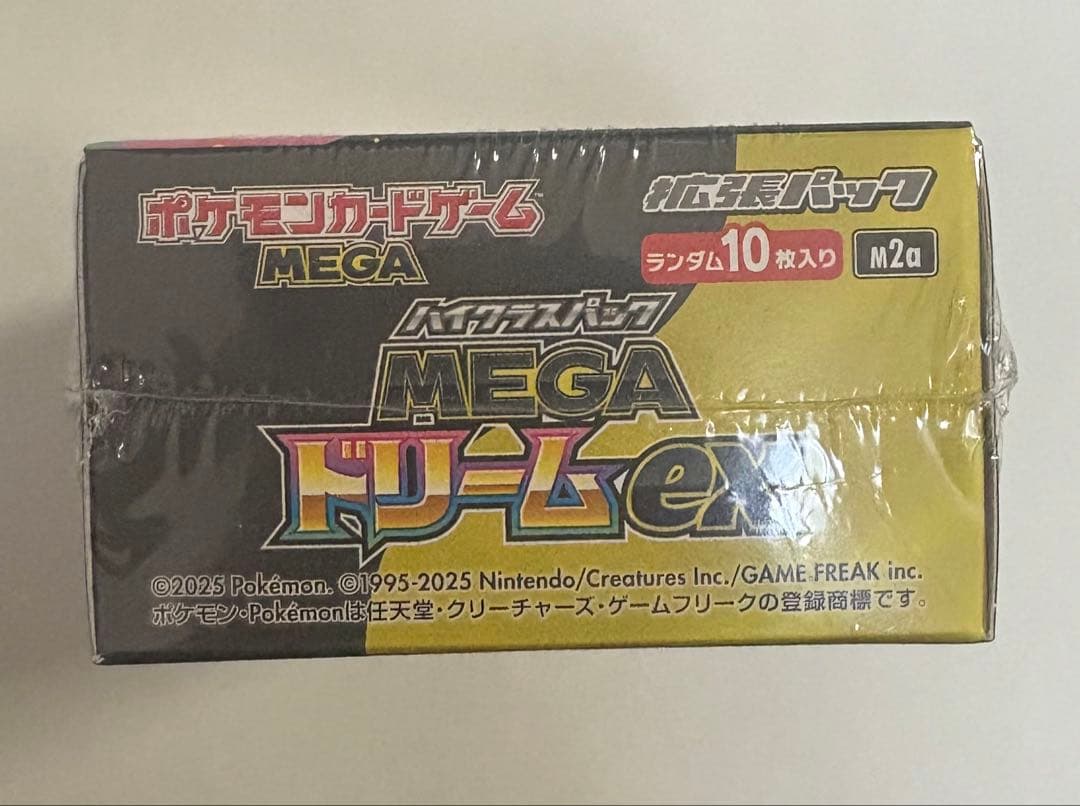 ポケモンカードゲーム™
MEGA
拡張パック
ランダム10枚入り
M2a
ハイクラスパック
MEGA
ドリームex
©2025 Pokémon. ©1995-2025 Nintendo/Creatures Inc./GAME FREAK inc.
ポケモン・Pokémonは任天堂・クリーチャーズ・ゲームフリークの登録商標です。